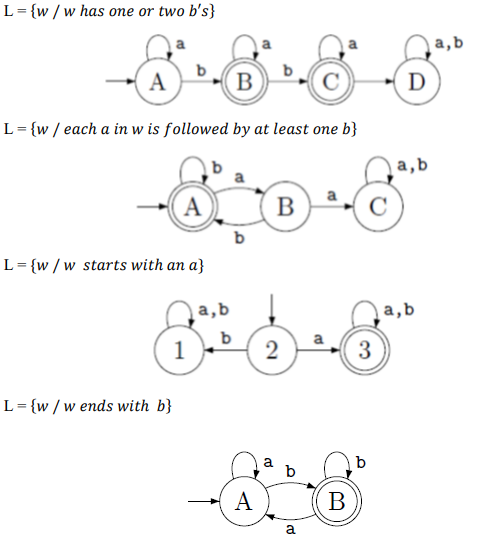 L = {w / w has one or two b's}
a a a a,b
b b
A B C D
L = {w / each a in w is followed by at least one b}
b a a,b
a
A B C
b
L = {w / w starts with an a}
a,b a,b
b a
1 2 3
L = {w / w ends with b}
a b b
A B
a